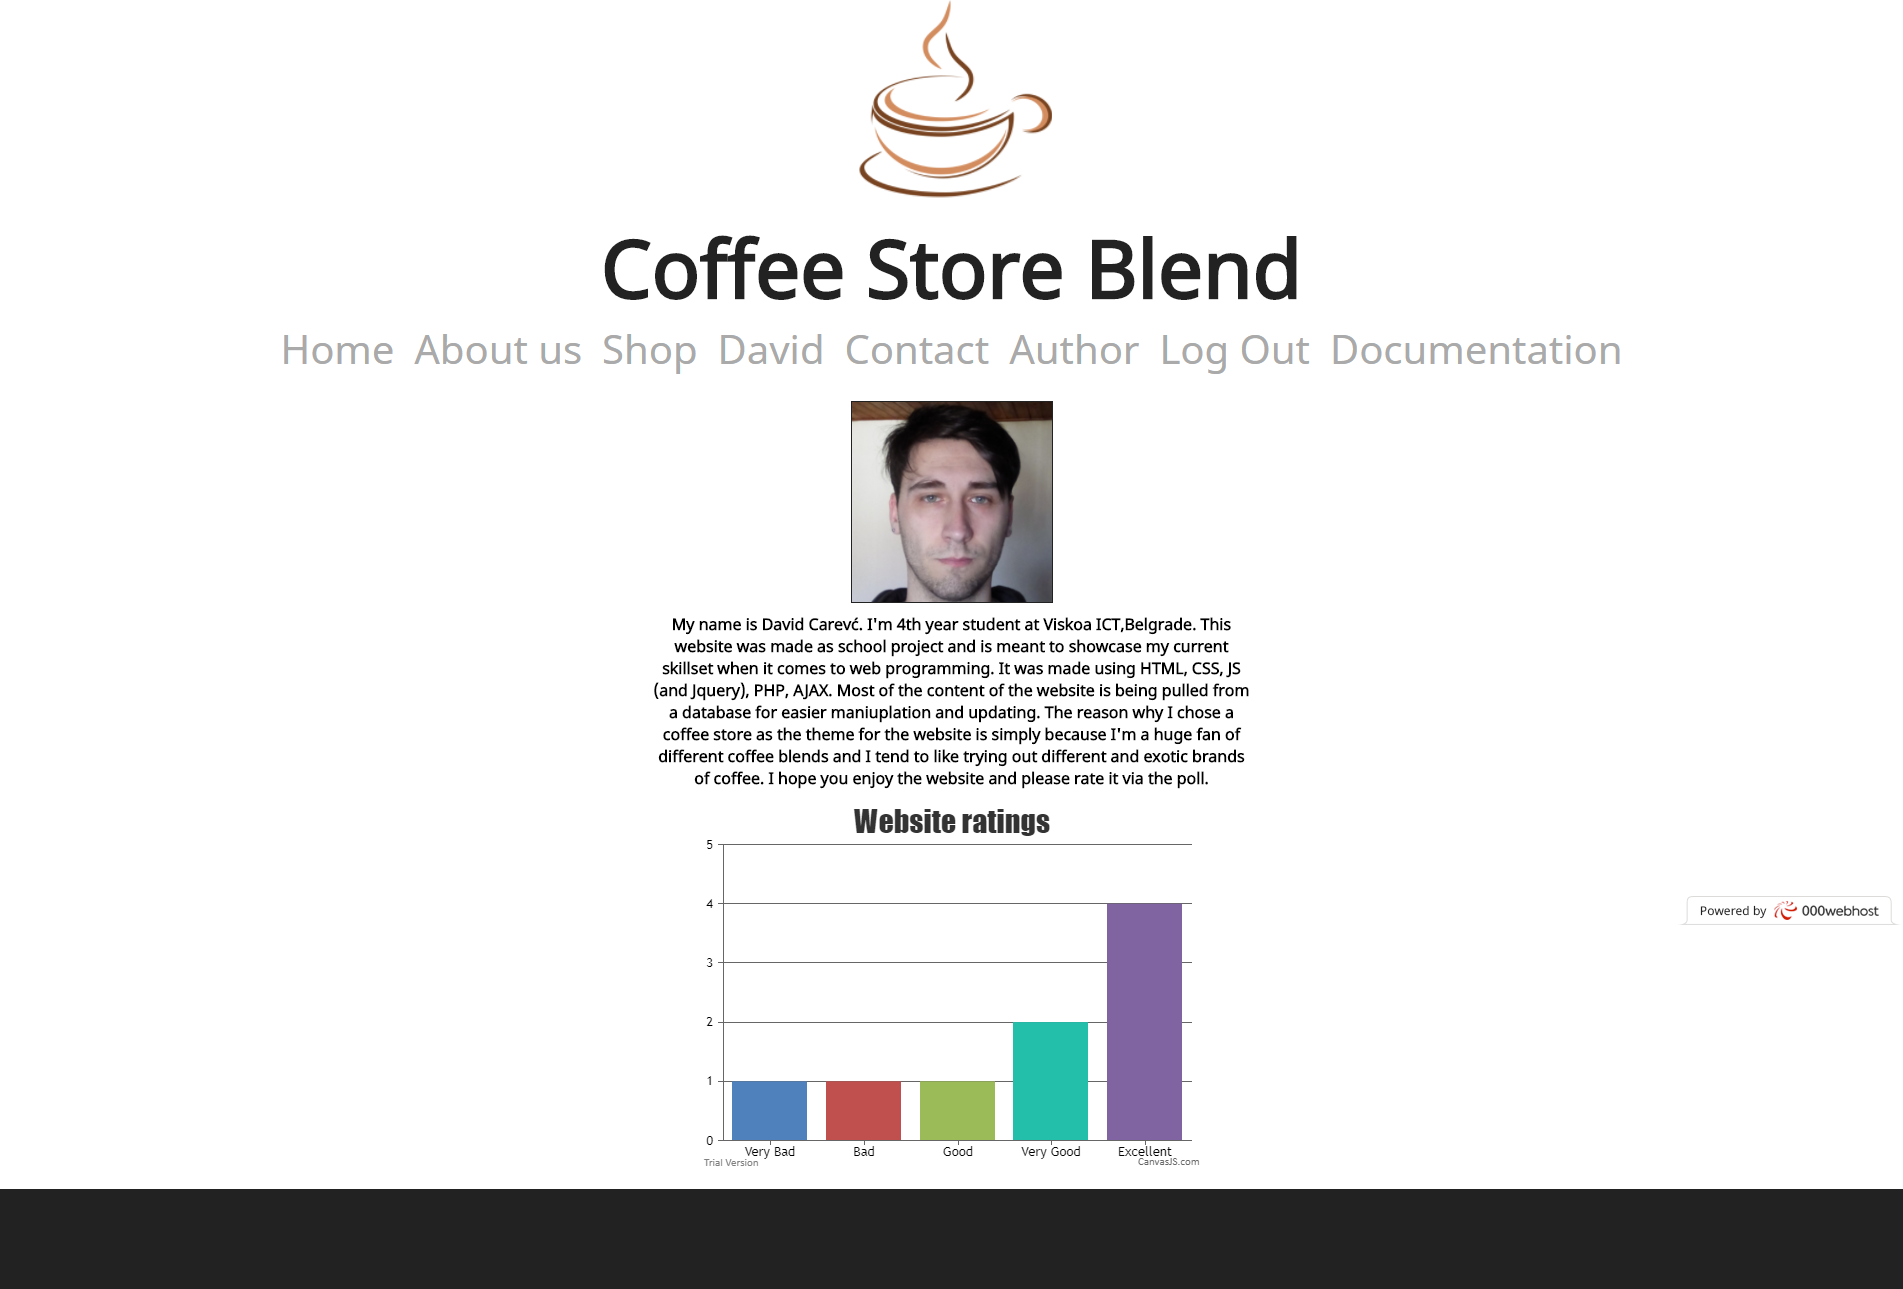 Coffee Store Blend
Home About us Shop David Contact Author Log Out Documentation
My name is David Carevć. I'm 4th year student at Viskoa ICT,Belgrade. This
website was made as school project and is meant to showcase my current
skillset when it comes to web programming. It was made using HTML, CSS, JS
(and Jquery), PHP, AJAX. Most of the content of the website is being pulled from
a database for easier maniuplation and updating. The reason why I chose a
coffee store as the theme for the website is simply because I'm a huge fan of
different coffee blends and I tend to like trying out different and exotic brands
of coffee. I hope you enjoy the website and please rate it via the poll.
Website ratings
5
4
3
2
1
0
Very Bad Bad Good Very Good Excellent
Trial Version
CanvasJS.com
Powered by 000webhost